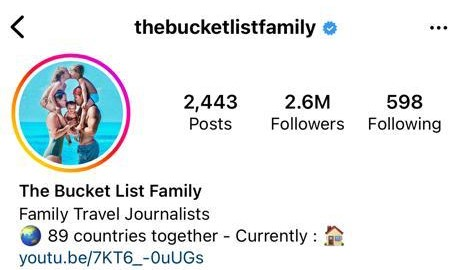 thebucketlistfamily
2,443 2.6M 598
Posts Followers Following
The Bucket List Family
Family Travel Journalists
🌏 89 countries together - Currently : 🏠
youtu.be/7KT6_-0uUGs